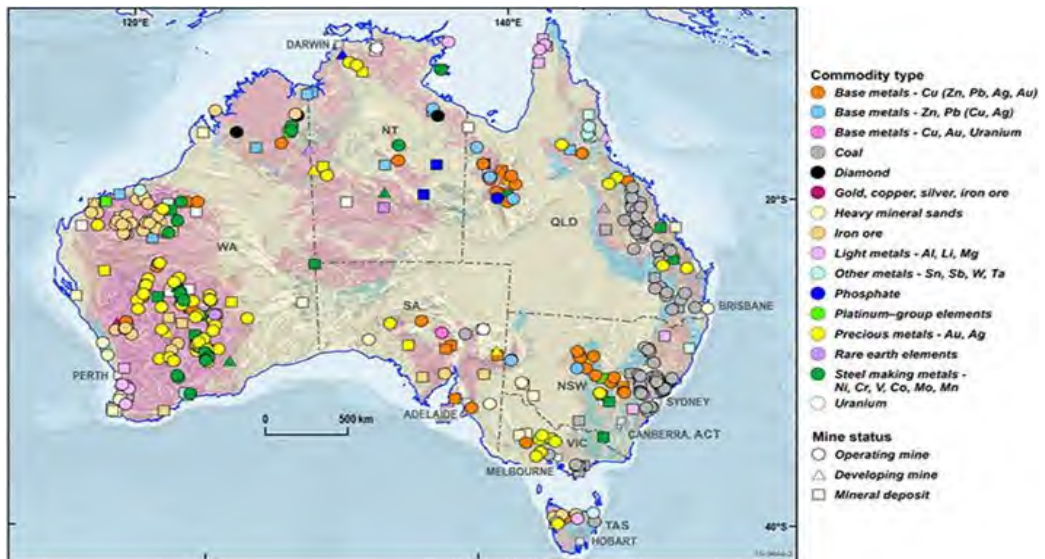 120°E
140°E
DARWIN
NT
20°S
20°S
QLD
WA
BRISBANE
SA
PERTH
NSW
0 500 km
SYDNEY
ADELAIDE
CANBERRA, ACT
VIC
MELBOURNE
TAS
40°S
40°S
HOBART
Commodity type
Base metals - Cu (Zn, Pb, Ag, Au)
Base metals - Zn, Pb (Cu, Ag)
Base metals - Cu, Au, Uranium
Coal
Diamond
Gold, copper, silver, iron ore
Heavy mineral sands
Iron ore
Light metals - Al, Li, Mg
Other metals - Sn, Sb, W, Ta
Phosphate
Platinum–group elements
Precious metals - Au, Ag
Rare earth elements
Steel making metals -
Ni, Cr, V, Co, Mo, Mn
Uranium
Mine status
Operating mine
Developing mine
Mineral deposit